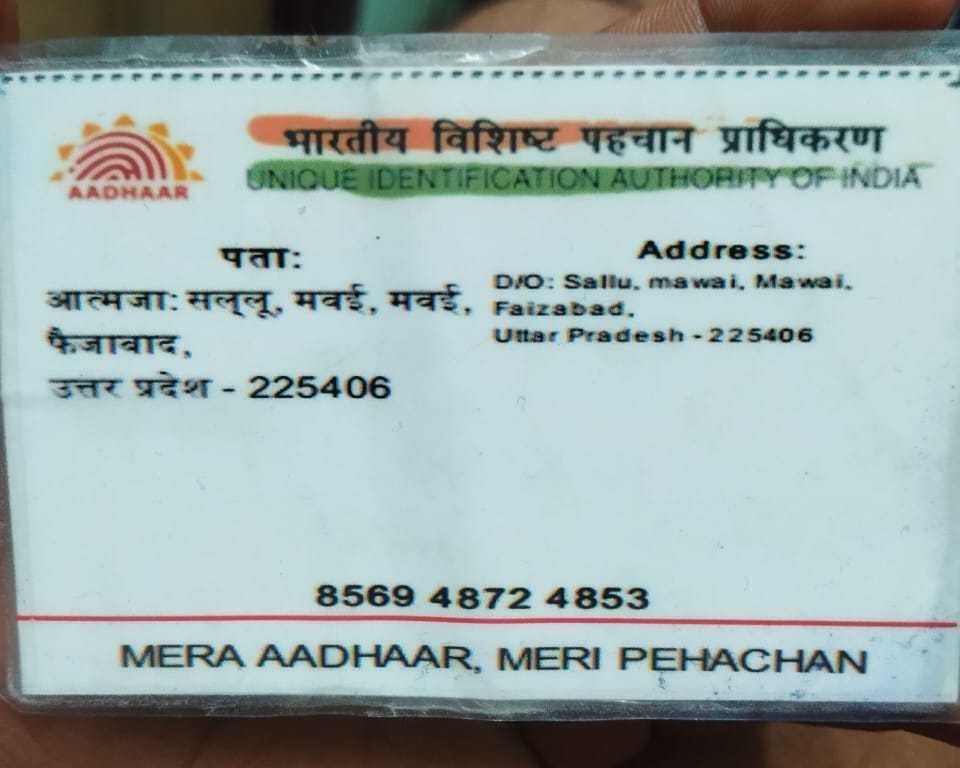 भारतीय विशिष्ट पहचान प्राधिकरण
AADHAAR
UNIQUE IDENTIFICATION AUTHORITY OF INDIA
पता:
आत्मजा: सल्लू, मवई, मवई,
फैजाबाद,
उत्तर प्रदेश - 225406
Address:
D/O: Sallu, mawai, Mawai,
Faizabad,
Uttar Pradesh - 225406
8569 4872 4853
MERA AADHAAR, MERI PEHACHAN